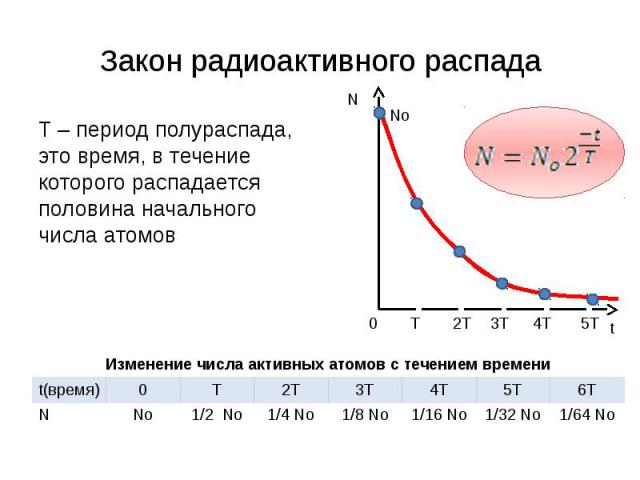 Закон радиоактивного распада
Т – период полураспада,
это время, в течение
которого распадается
половина начального
числа атомов
N
No
N = Nо 2^(-t/T)
0 T 2T 3T 4T 5T t
Изменение числа активных атомов с течением времени
t(время) 0 T 2T 3T 4T 5T 6T
N No 1/2 No 1/4 No 1/8 No 1/16 No 1/32 No 1/64 No